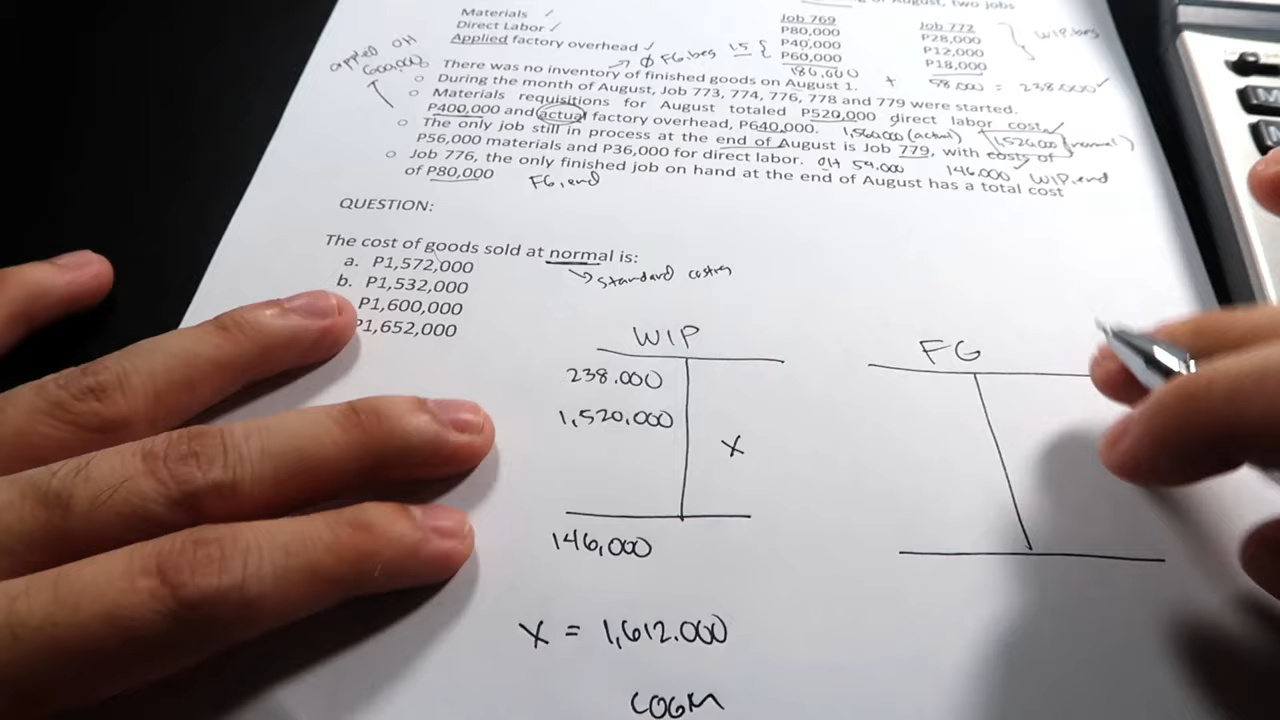 of August, two jobs
Job 769 Job 772
Materials ✓ P80,000 P28,000
Direct Labor ✓ P40,000 P12,000 WIP, beg
Applied factory overhead ✓ 1.5 { P60,000 P18,000
180,000 + 58,000 = 238,000 ✓
applied OH
600,000
→ ∅ FG, beg
There was no inventory of finished goods on August 1.
○ During the month of August, Job 773, 774, 776, 778 and 779 were started.
○ Materials requisitions for August totaled P520,000 direct labor cost
P400,000 and actual factory overhead, P640,000. 1,560,000 (actual) 1,520,000 (normal)
○ The only job still in process at the end of August is Job 779, with costs of
P56,000 materials and P36,000 for direct labor. OH 54.000 146.000 WIP, end
○ Job 776, the only finished job on hand at the end of August has a total cost
of P80,000 FG, end
QUESTION:
The cost of goods sold at normal is:
→ standard costing
a. P1,572,000
b. P1,532,000
P1,600,000
P1,652,000
WIP FG
238.000
1,520,000
X
146,000
X = 1,612.000
COGM